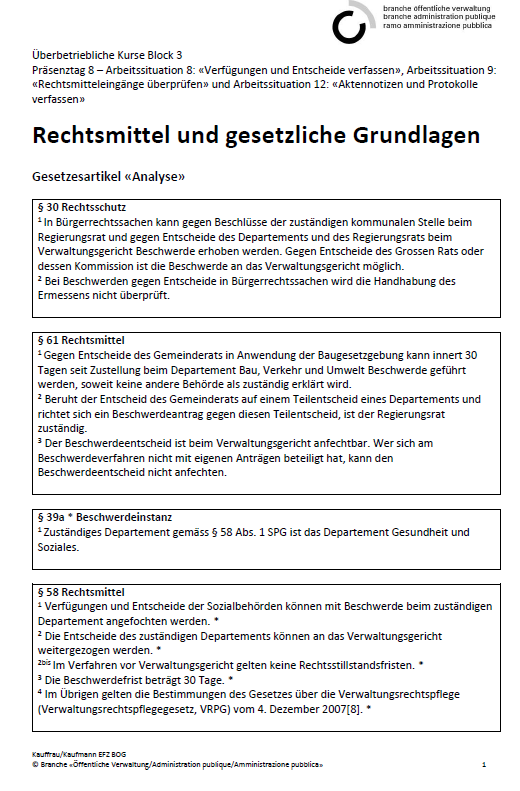 branche öffentliche verwaltung
branche administration publique
ramo amministrazione pubblica
Überbetriebliche Kurse Block 3
Präsenztag 8 – Arbeitssituation 8: «Verfügungen und Entscheide verfassen», Arbeitssituation 9:
«Rechtsmitteleingänge überprüfen» und Arbeitssituation 12: «Aktennotizen und Protokolle
verfassen»
Rechtsmittel und gesetzliche Grundlagen
Gesetzesartikel «Analyse»
§ 30 Rechtsschutz
1 In Bürgerrechtssachen kann gegen Beschlüsse der zuständigen kommunalen Stelle beim
Regierungsrat und gegen Entscheide des Departements und des Regierungsrats beim
Verwaltungsgericht Beschwerde erhoben werden. Gegen Entscheide des Grossen Rats oder
dessen Kommission ist die Beschwerde an das Verwaltungsgericht möglich.
2 Bei Beschwerden gegen Entscheide in Bürgerrechtssachen wird die Handhabung des
Ermessens nicht überprüft.
§ 61 Rechtsmittel
1 Gegen Entscheide des Gemeinderats in Anwendung der Baugesetzgebung kann innert 30
Tagen seit Zustellung beim Departement Bau, Verkehr und Umwelt Beschwerde geführt
werden, soweit keine andere Behörde als zuständig erklärt wird.
2 Beruht der Entscheid des Gemeinderats auf einem Teilentscheid eines Departements und
richtet sich ein Beschwerdeantrag gegen diesen Teilentscheid, ist der Regierungsrat
zuständig.
3 Der Beschwerdeentscheid ist beim Verwaltungsgericht anfechtbar. Wer sich am
Beschwerdeverfahren nicht mit eigenen Anträgen beteiligt hat, kann den
Beschwerdeentscheid nicht anfechten.
§ 39a * Beschwerdeinstanz
1 Zuständiges Departement gemäss § 58 Abs. 1 SPG ist das Departement Gesundheit und
Soziales.
§ 58 Rechtsmittel
1 Verfügungen und Entscheide der Sozialbehörden können mit Beschwerde beim zuständigen
Departement angefochten werden. *
2 Die Entscheide des zuständigen Departements können an das Verwaltungsgericht
weitergezogen werden. *
2bis Im Verfahren vor Verwaltungsgericht gelten keine Rechtsstillstandsfristen. *
3 Die Beschwerdefrist beträgt 30 Tage. *
4 Im Übrigen gelten die Bestimmungen des Gesetzes über die Verwaltungsrechtspflege
(Verwaltungsrechtspflegegesetz, VRPG) vom 4. Dezember 2007[8]. *
Kauffrau/Kaufmann EFZ BOG
© Branche «Öffentliche Verwaltung/Administration publique/Amministrazione pubblica» 1